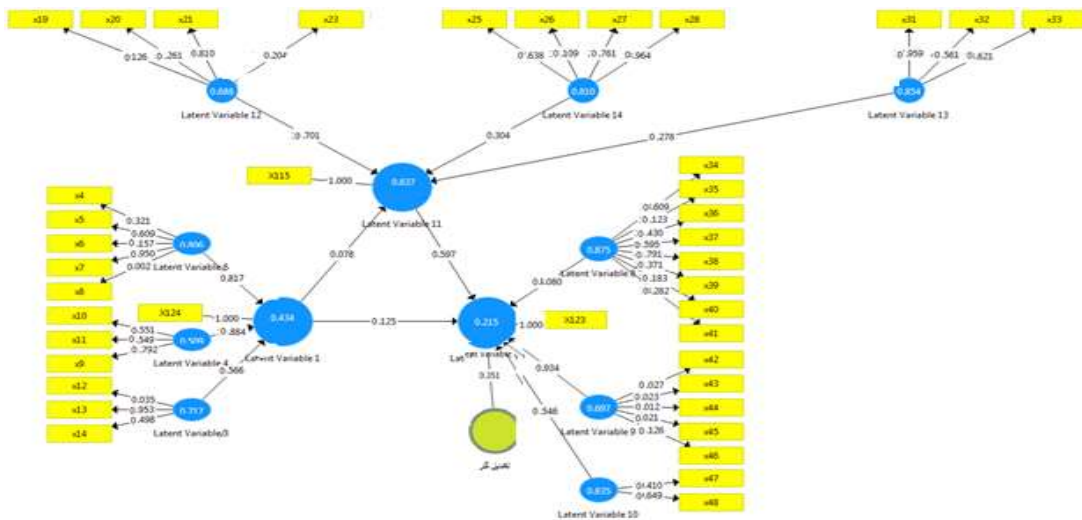 x19 x20 x21 x23 x25 x26 x27 x28 x31 x32 x33
0.126 0.261 0.810 0.204 0.638 0.109 0.761 0.964 0.959 0.561 0.621
0.810 0.854
Latent Variable 12 Latent Variable 14 Latent Variable 13
0.701 0.304 0.278
X115 1.000 0.837
Latent Variable 11
x4 x5 x6 x7 x8
0.321 0.609 0.157 0.950 0.002
Latent Variable 5
0.817 0.078 0.597
x34 x35 x36 x37 x38 x39 x40 x41
0.609 0.123 0.430 0.595 0.791 0.371 0.183 0.282
0.875
Latent Variable 8
0.060
X124 1.000 0.434
Latent Variable 1
0.125
0.215 1.000 X123
x10 x11 x9
0.551 0.549 0.792
0.884
Latent Variable 4
x12 x13 x14
0.035 0.953 0.498
0.566
Latent Variable 3
0.351
0.934 0.697
Latent Variable 9
x42 x43 x44 x45 x46
0.027 0.023 0.012 0.021 0.126
0.546 0.835
Latent Variable 10
x47 x48
0.410 0.649